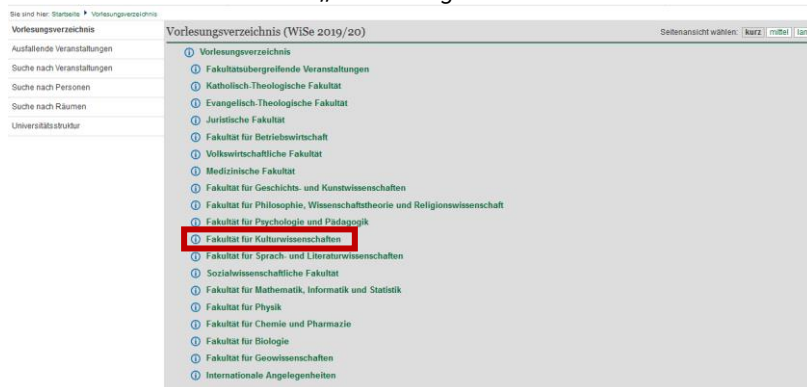 Sie sind hier: Startseite Vorlesungsverzeichnis
Vorlesungsverzeichnis
Ausfallende Veranstaltungen
Suche nach Veranstaltungen
Suche nach Personen
Suche nach Räumen
Universitätsstruktur
Vorlesungsverzeichnis (WiSe 2019/20)
Seitenansicht wählen: kurz mittel lan
Vorlesungsverzeichnis
Fakultätsübergreifende Veranstaltungen
Katholisch-Theologische Fakultät
Evangelisch-Theologische Fakultät
Juristische Fakultät
Fakultät für Betriebswirtschaft
Volkswirtschaftliche Fakultät
Medizinische Fakultät
Fakultät für Geschichts- und Kunstwissenschaften
Fakultät für Philosophie, Wissenschaftstheorie und Religionswissenschaft
Fakultät für Psychologie und Pädagogik
Fakultät für Kulturwissenschaften
Fakultät für Sprach- und Literaturwissenschaften
Sozialwissenschaftliche Fakultät
Fakultät für Mathematik, Informatik und Statistik
Fakultät für Physik
Fakultät für Chemie und Pharmazie
Fakultät für Biologie
Fakultät für Geowissenschaften
Internationale Angelegenheiten